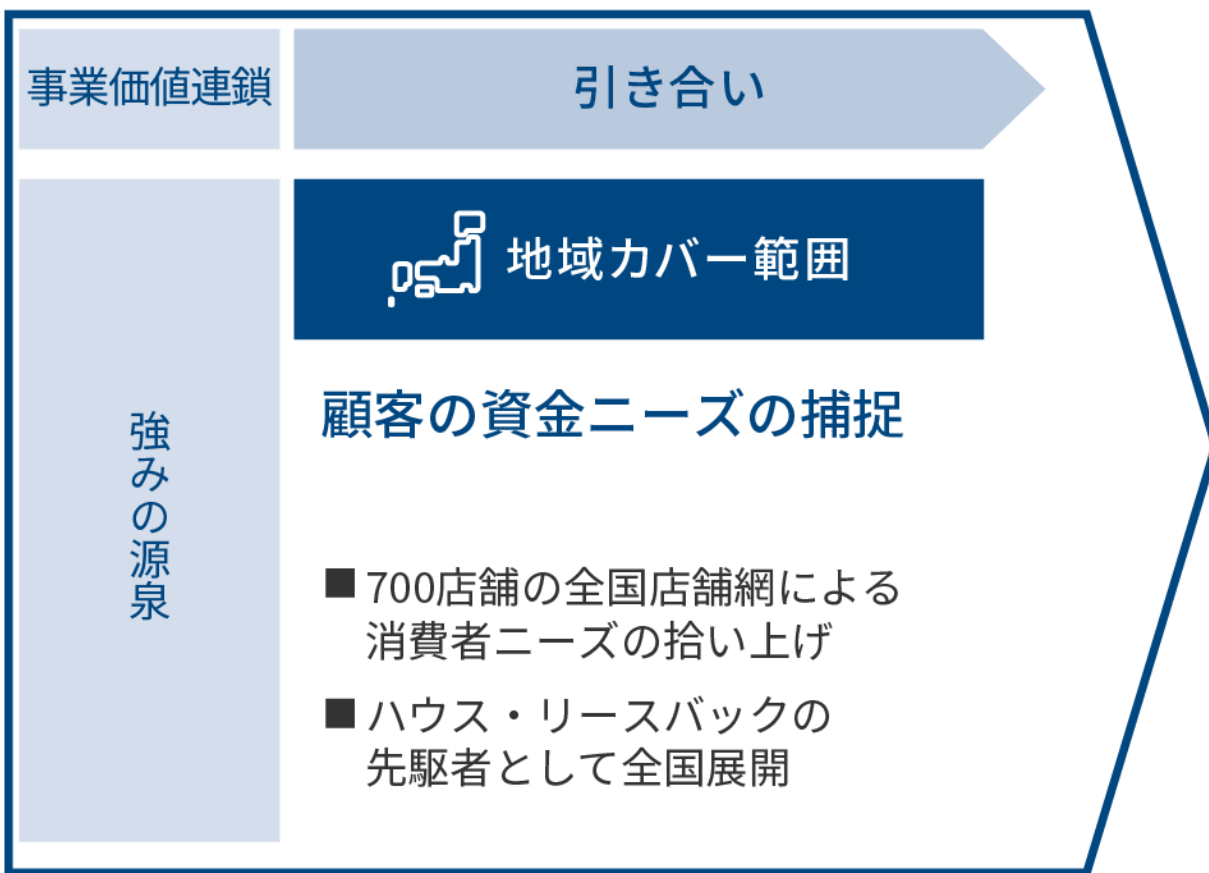 事業価値連鎖
引き合い
強みの源泉
地域カバー範囲
顧客の資金ニーズの捕捉
■ 700店舗の全国店舗網による
消費者ニーズの拾い上げ
■ ハウス・リースバックの
先駆者として全国展開